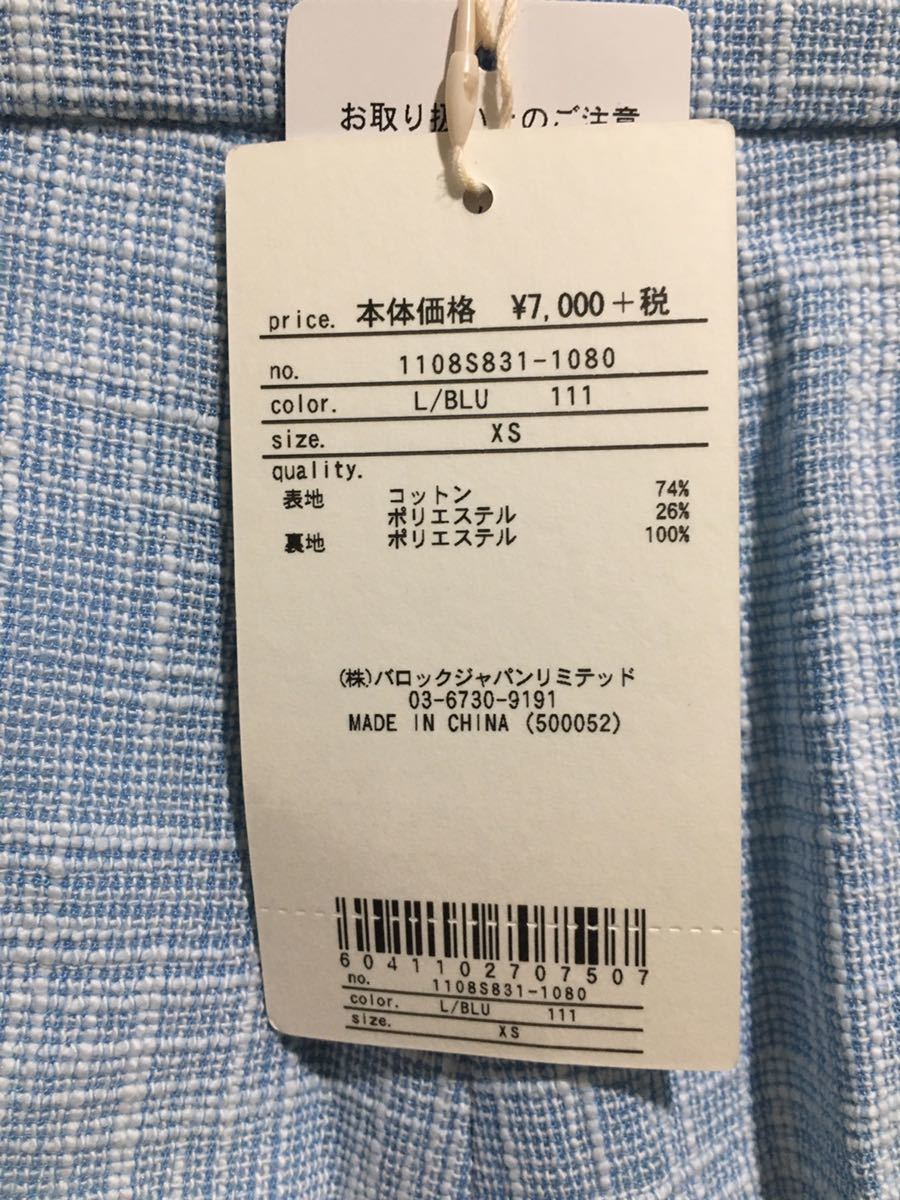 お取り扱いのご注意
price. 本体価格 ¥7,000+税
no. 1108S831-1080
color. L/BLU 111
size. XS
quality.
表地 コットン 74%
ポリエステル 26%
裏地 ポリエステル 100%
(株)バロックジャパンリミテッド
03-6730-9191
MADE IN CHINA (500052)
6041102707507
no. 1108S831-1080
color. L/BLU 111
size. XS